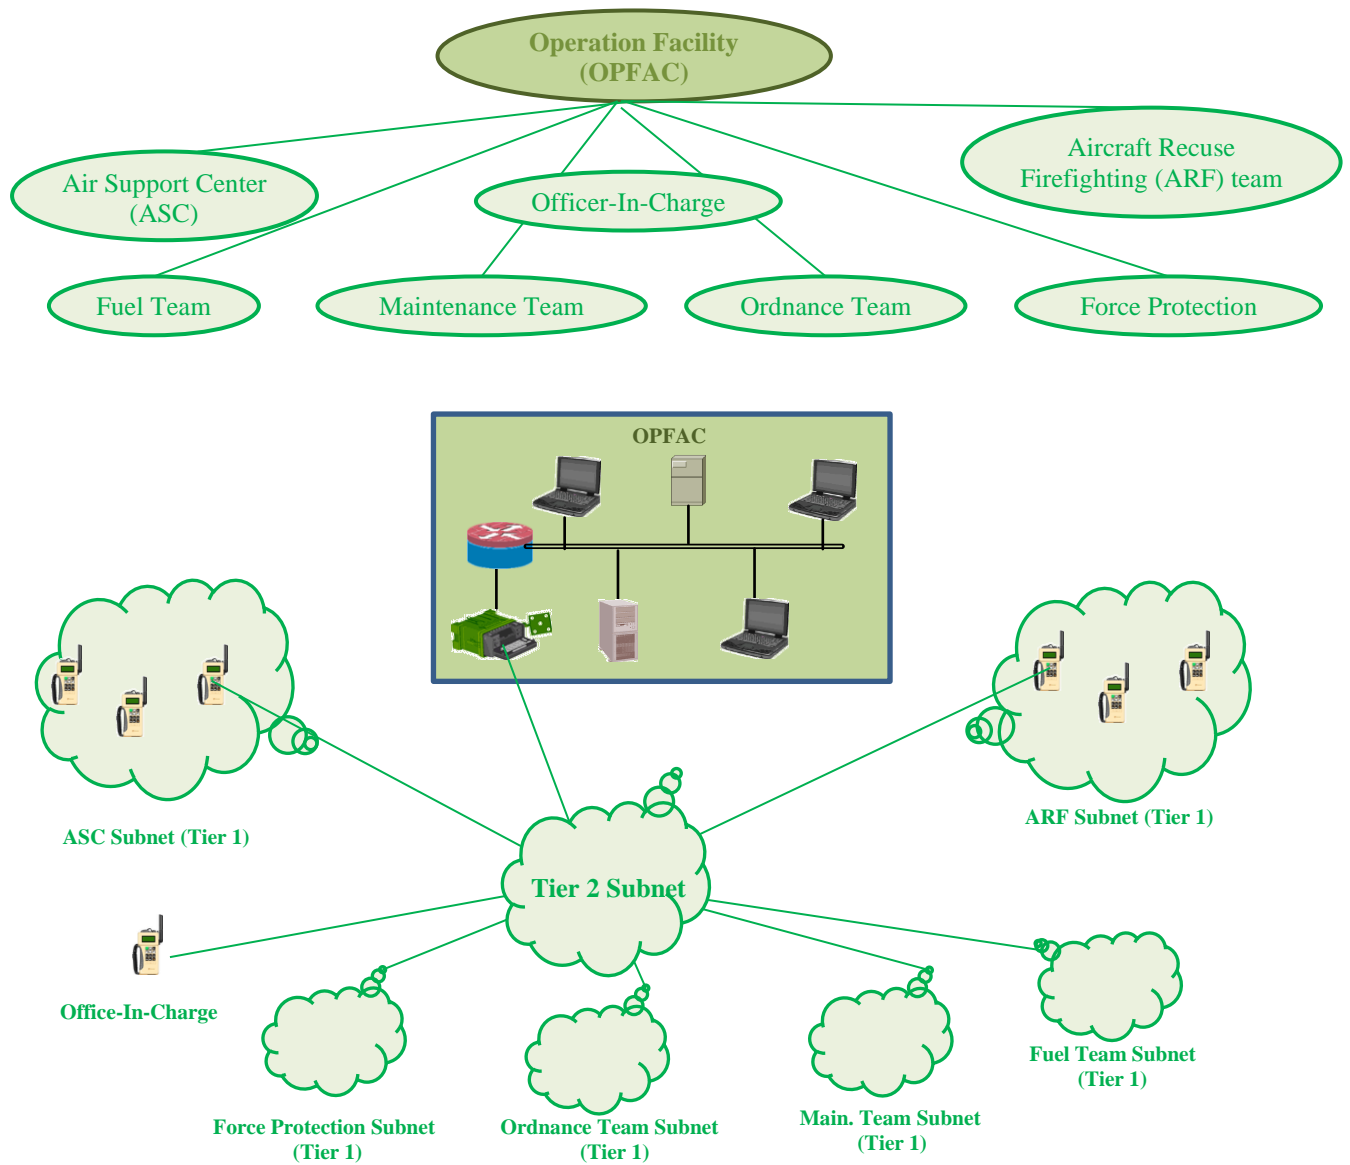 Operation Facility
(OPFAC)
Air Support Center
(ASC)
Officer-In-Charge
Aircraft Recuse
Firefighting (ARF) team
Fuel Team
Maintenance Team
Ordnance Team
Force Protection
OPFAC
ASC Subnet (Tier 1)
ARF Subnet (Tier 1)
Tier 2 Subnet
Office-In-Charge
Force Protection Subnet
(Tier 1)
Ordnance Team Subnet
(Tier 1)
Main. Team Subnet
(Tier 1)
Fuel Team Subnet
(Tier 1)